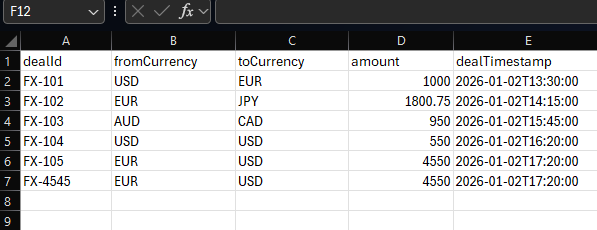 F12 fx
A B C D E
1 dealId fromCurrency toCurrency amount dealTimestamp
2 FX-101 USD EUR 1000 2026-01-02T13:30:00
3 FX-102 EUR JPY 1800.75 2026-01-02T14:15:00
4 FX-103 AUD CAD 950 2026-01-02T15:45:00
5 FX-104 USD USD 550 2026-01-02T16:20:00
6 FX-105 EUR USD 4550 2026-01-02T17:20:00
7 FX-4545 EUR USD 4550 2026-01-02T17:20:00
8
9